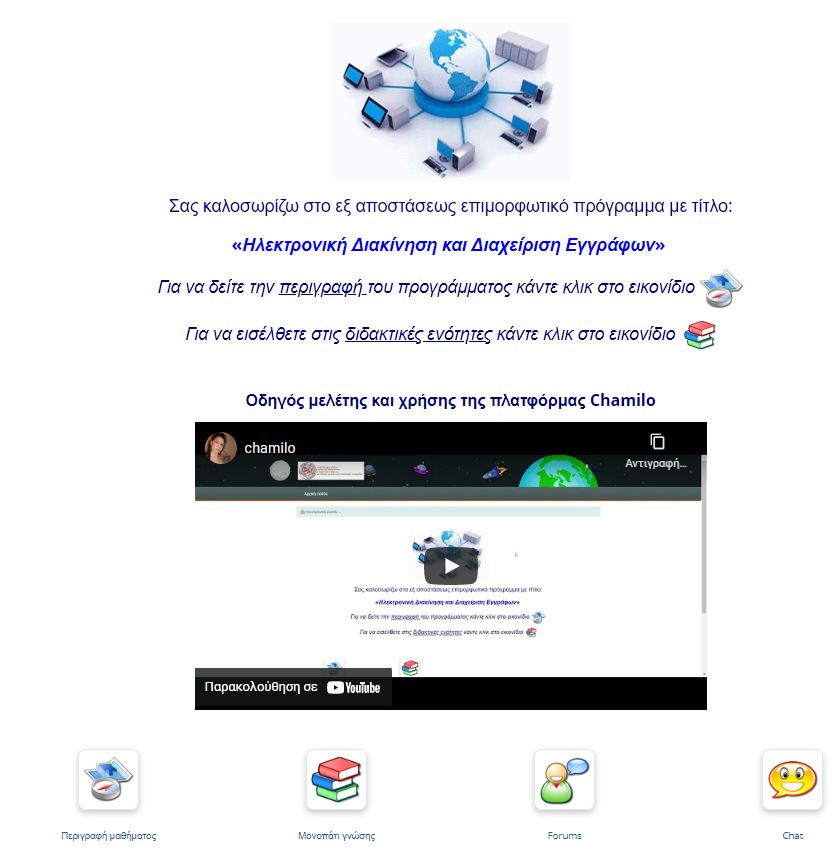 Σας καλοσωρίζω στο εξ αποστάσεως επιμορφωτικό πρόγραμμα με τίτλο:
«Ηλεκτρονική Διακίνηση και Διαχείριση Εγγράφων»
Για να δείτε την περιγραφή του προγράμματος κάντε κλικ στο εικονίδιο
Για να εισέλθετε στις διδακτικές ενότητες κάντε κλικ στο εικονίδιο
Οδηγός μελέτης και χρήσης της πλατφόρμας Chamilo
chamilo
Αντιγραφή...
Σας καλοσωρίζω στο εξ αποστάσεως επιμορφωτικό πρόγραμμα με τίτλο:
«Ηλεκτρονική Διακίνηση και Διαχείριση Εγγράφων»
Για να δείτε την περιγραφή του προγράμματος κάντε κλικ στο εικονίδιο
Για να εισέλθετε στις διδακτικές ενότητες κάντε κλικ στο εικονίδιο
Παρακολούθηση σε YouTube
Περιγραφή μαθήματος
Μονοπάτι γνώσης
Forums
Chat